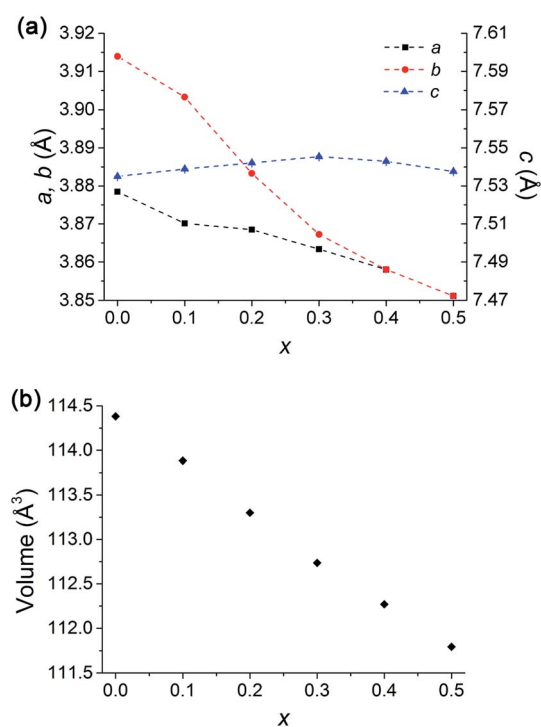 (a)
3.92
3.91
3.90
3.89
3.88
3.87
3.86
3.85
a, b (Å)
a
b
c
7.61
7.59
7.57
7.55
7.53
7.51
7.49
7.47
c (Å)
0.0 0.1 0.2 0.3 0.4 0.5
x
(b)
114.5
114.0
113.5
113.0
112.5
112.0
111.5
Volume (Å³)
0.0 0.1 0.2 0.3 0.4 0.5
x